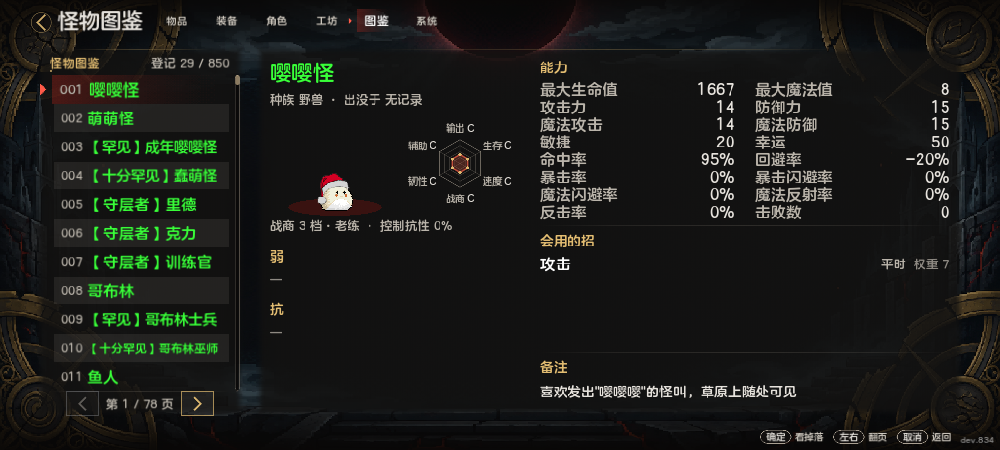 怪物图鉴 物品 装备 角色 工坊 图鉴 系统
怪物图鉴 登记 29 / 850
001 嘤嘤怪
002 萌萌怪
003 【罕见】成年嘤嘤怪
004 【十分罕见】蠢萌怪
005 【守层者】里德
006 【守层者】克力
007 【守层者】训练官
008 哥布林
009 【罕见】哥布林士兵
010 【十分罕见】哥布林巫师
011 鱼人
第 1 / 78 页
嘤嘤怪
种族 野兽 · 出没于 无记录
输出 C
辅助 C 生存 C
韧性 C 速度 C
战商 C
战商 3 档 · 老练 · 控制抗性 0%
弱
—
抗
—
能力
最大生命值 1667 最大魔法值 8
攻击力 14 防御力 15
魔法攻击 14 魔法防御 15
敏捷 20 幸运 50
命中率 95% 回避率 -20%
暴击率 0% 暴击闪避率 0%
魔法闪避率 0% 魔法反射率 0%
反击率 0% 击败数 0
会用的招
攻击 平时 权重 7
备注
喜欢发出"嘤嘤嘤"的怪叫，草原上随处可见
确定 看掉落 左右 翻页 取消 返回 dev.834